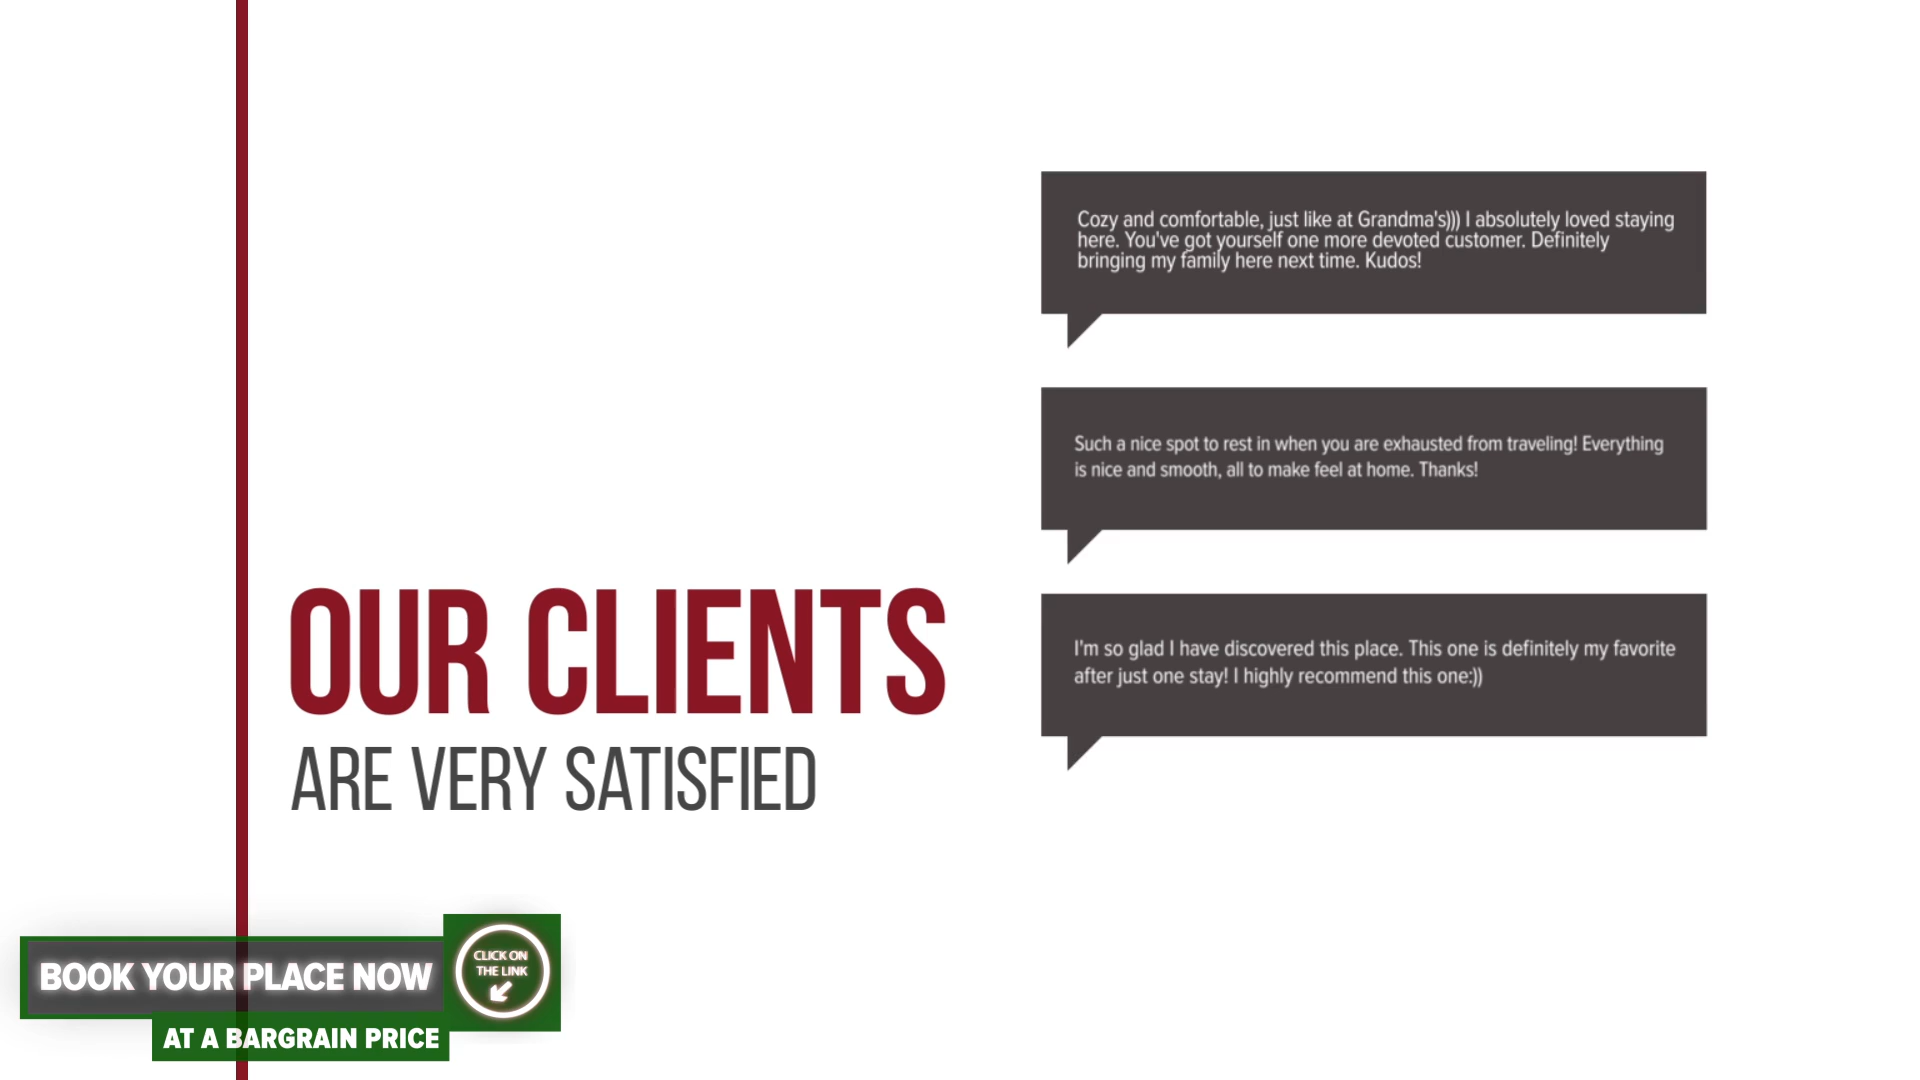 Cozy and comfortable, just like at Grandma's))) I absolutely loved staying
here. You've got yourself one more devoted customer. Definitely
bringing my family here next time. Kudos!
Such a nice spot to rest in when you are exhausted from traveling! Everything
is nice and smooth, all to make feel at home. Thanks!
I'm so glad I have discovered this place. This one is definitely my favorite
after just one stay! I highly recommend this one:))
OUR CLIENTS
ARE VERY SATISFIED
BOOK YOUR PLACE NOW
CLICK ON
THE LINK
AT A BARGRAIN PRICE